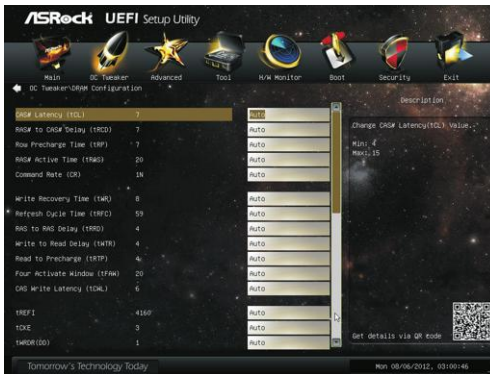 ASRock UEFI Setup Utility
Main OC Tweaker Advanced Tool H/W Monitor Boot Security Exit
OC Tweaker\DRAM Configuration
Description
CAS# Latency (tCL) 7 Auto
Change CAS# Latency(tCL) Value.
RAS# to CAS# Delay (tRCD) 7 Auto
Min: 4
Row Precharge Time (tRP) 7 Auto
Max: 15
RAS# Active Time (tRAS) 20 Auto
Command Rate (CR) 1N Auto
Write Recovery Time (tWR) 8 Auto
Refresh Cycle Time (tRFC) 59 Auto
RAS to RAS Delay (tRRD) 4 Auto
Write to Read Delay (tWTR) 4 Auto
Read to Precharge (tRTP) 4 Auto
Four Activate Window (tFAW) 20 Auto
CAS Write Latency (tCWL) 6 Auto
tREFI 4160 Auto
tCKE 3 Auto
tWRDR(DD) 1 Auto
Get details via QR code
Tomorrow's Technology Today
Mon 08/06/2012, 03:00:46